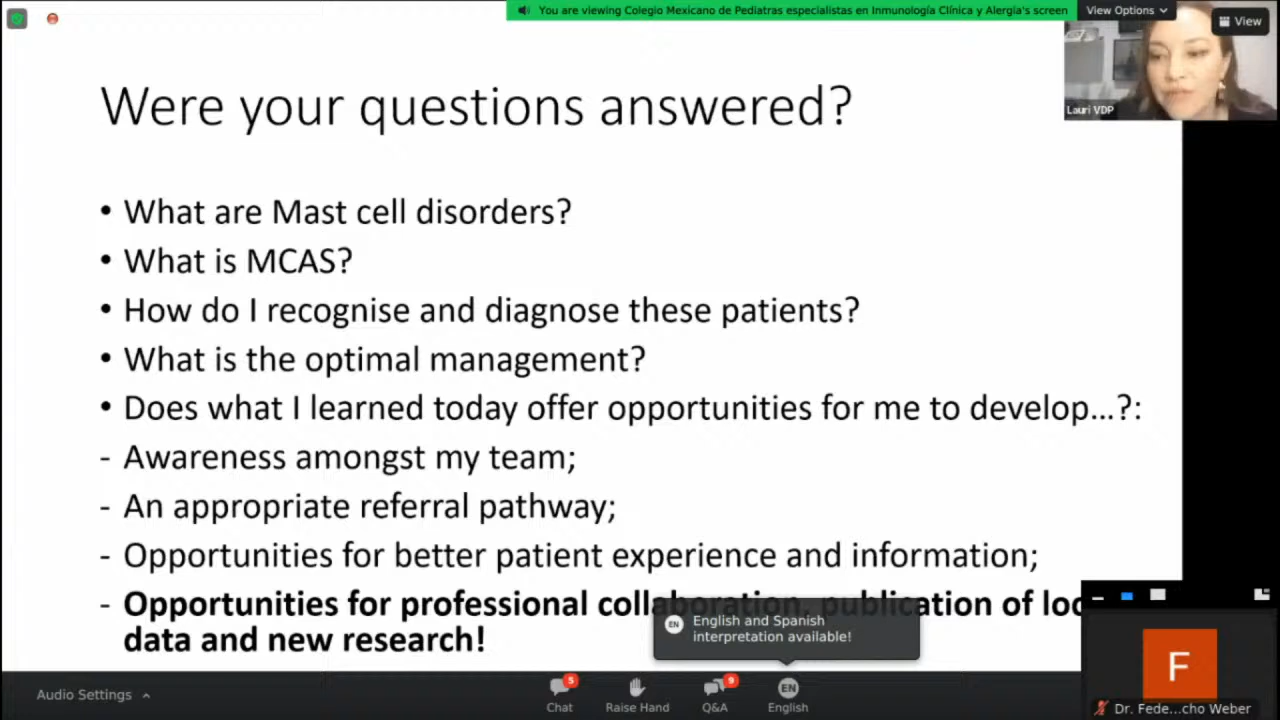 You are viewing Colegio Mexicano de Pediatras especialistas en Inmunología Clínica y Alergia's screen
View Options
View
Lauri VDP
Were your questions answered?
• What are Mast cell disorders?
• What is MCAS?
• How do I recognise and diagnose these patients?
• What is the optimal management?
• Does what I learned today offer opportunities for me to develop...?:
- Awareness amongst my team;
- An appropriate referral pathway;
- Opportunities for better patient experience and information;
- Opportunities for professional collaboration, publication of
data and new research!
EN
English and Spanish
interpretation available!
F
Dr. Fede...cho Weber
Audio Settings
5
Chat
Raise Hand
9
Q&A
EN
English